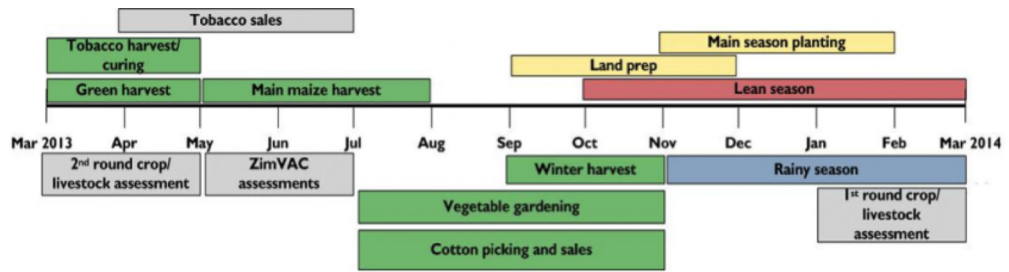 Tobacco sales
Tobacco harvest/
curing
Main season planting
Land prep
Green harvest
Main maize harvest
Lean season
Mar 2013
Apr
May
Jun
Jul
Aug
Sep
Oct
Nov
Dec
Jan
Feb
Mar 2014
2nd round crop/
livestock assessment
ZimVAC
assessments
Winter harvest
Rainy season
Vegetable gardening
1st round crop/
livestock
assessment
Cotton picking and sales